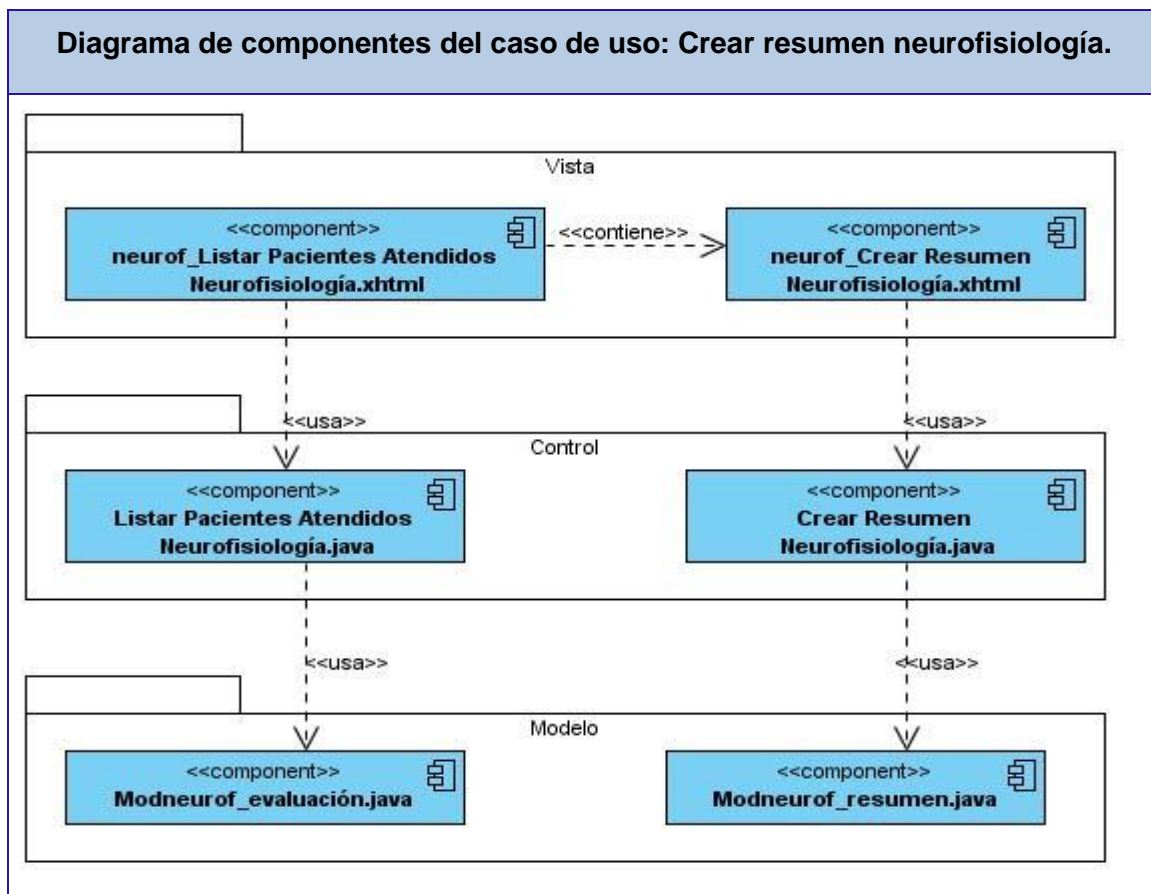 Diagrama de componentes del caso de uso: Crear resumen neurofisiología.
Vista
<<component>>
neurof_Listar Pacientes Atendidos
Neurofisiología.xhtml
<<contiene>>
<<component>>
neurof_Crear Resumen
Neurofisiología.xhtml
<<usa>>
<<usa>>
Control
<<component>>
Listar Pacientes Atendidos
Neurofisiología.java
<<component>>
Crear Resumen
Neurofisiología.java
<<usa>>
<<usa>>
Modelo
<<component>>
Modneurof_evaluación.java
<<component>>
Modneurof_resumen.java